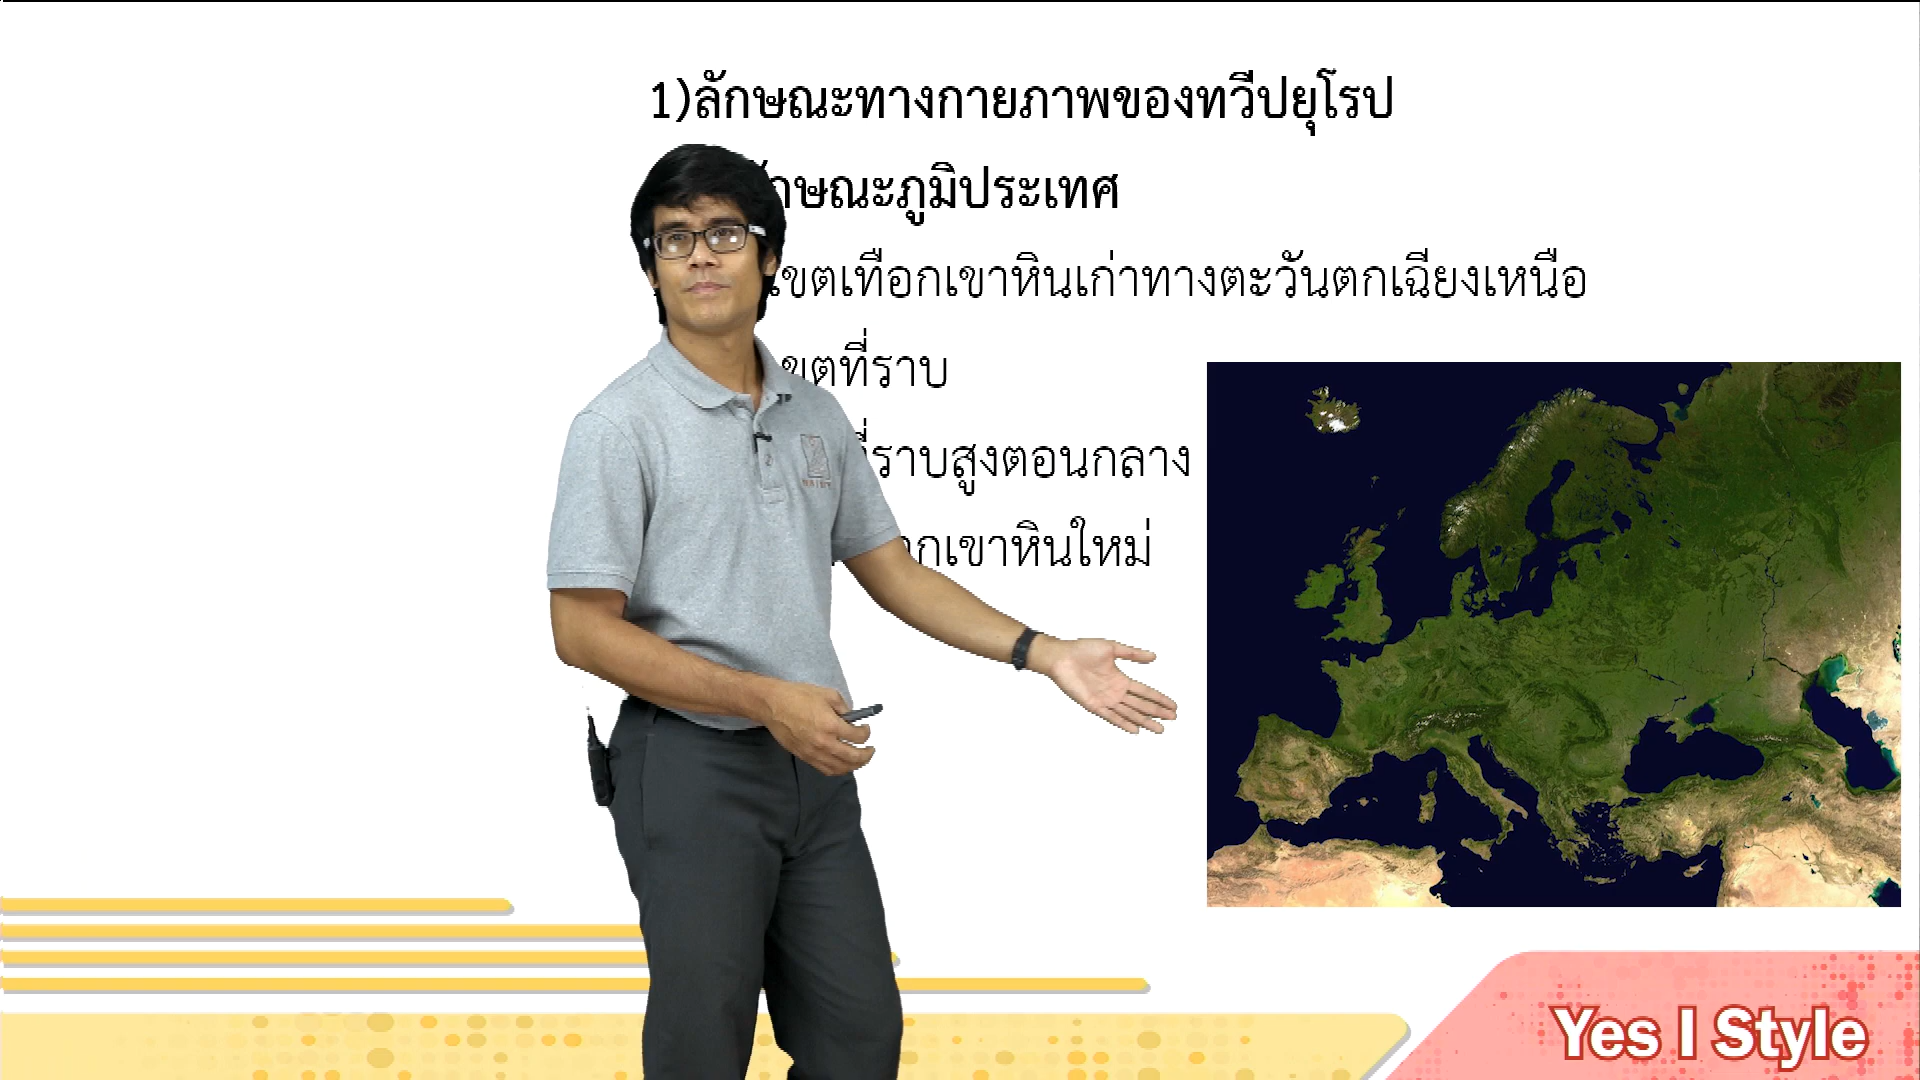 1)ลักษณะทางกายภาพของทวีปยุโรป
ลักษณะภูมิประเทศ
เขตเทือกเขาหินเก่าทางตะวันตกเฉียงเหนือ
เขตที่ราบ
ที่ราบสูงตอนกลาง
เขาหินใหม่
Yes I Style